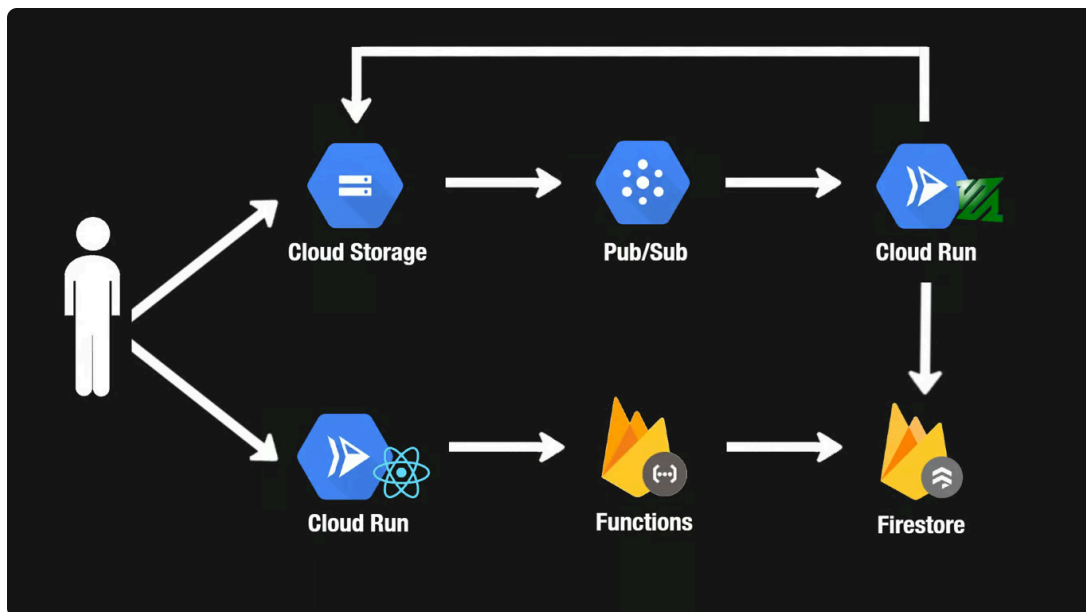 Cloud Storage
Pub/Sub
Cloud Run
Cloud Run
Functions
Firestore